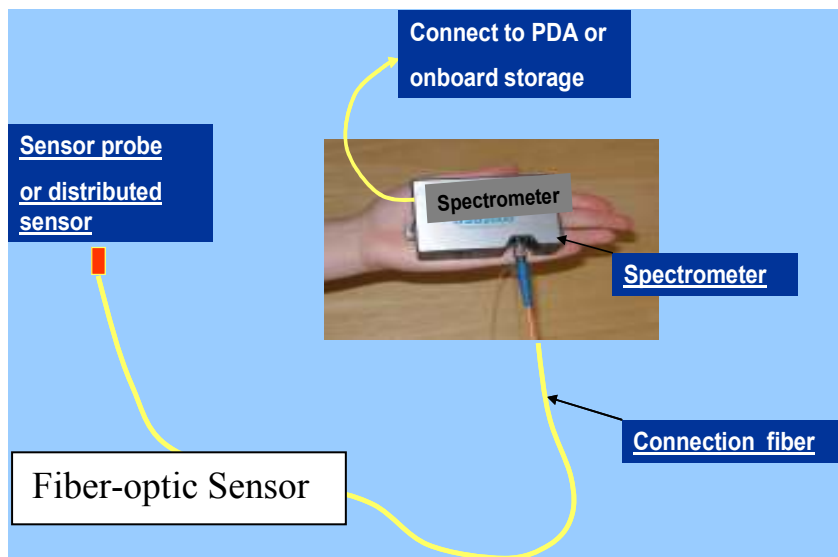 Connect to PDA or
onboard storage
Sensor probe
or distributed
sensor
Spectrometer
Spectrometer
Connection fiber
Fiber-optic Sensor